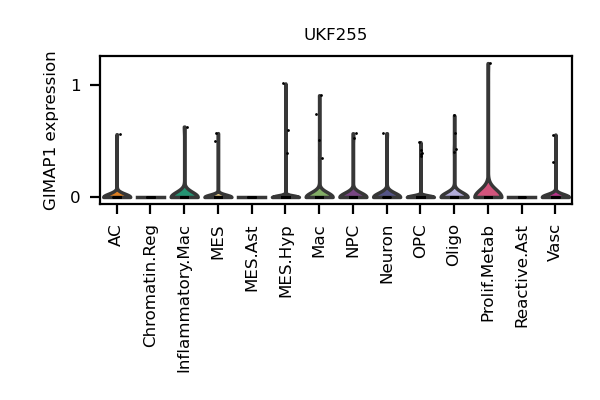 UKF255
GIMAP1 expression
1
0
AC
Chromatin.Reg
Inflammatory.Mac
MES
MES.Ast
MES.Hyp
Mac
NPC
Neuron
OPC
Oligo
Prolif.Metab
Reactive.Ast
Vasc